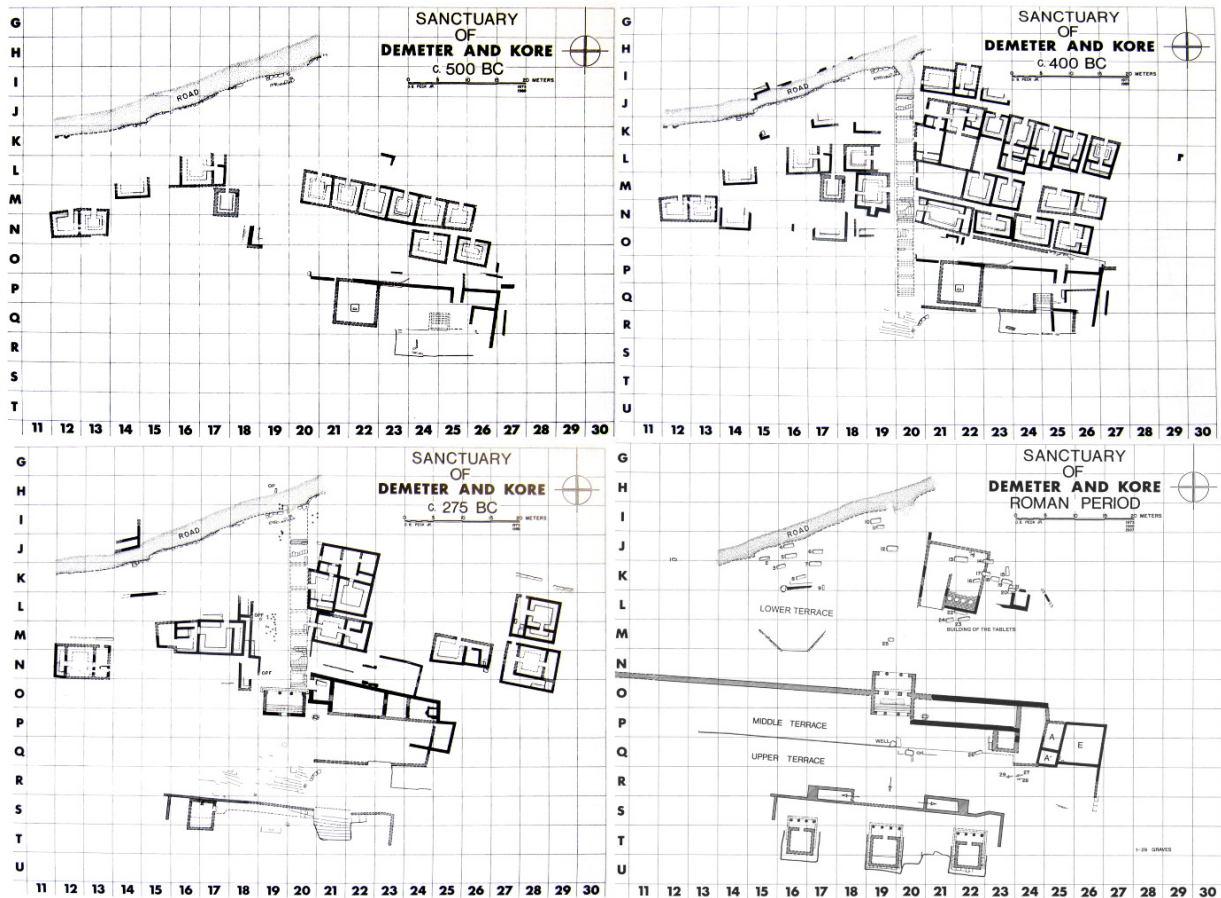 SANCTUARY
OF
DEMETER AND KORE
c. 500 BC
METERS
ROAD
G
H
I
J
K
L
M
N
O
P
Q
R
S
T
11 12 13 14 15 16 17 18 19 20 21 22 23 24 25 26 27 28 29 30
SANCTUARY
OF
DEMETER AND KORE
c. 400 BC
METERS
ROAD
G
H
I
J
K
L
M
N
O
P
Q
R
S
T
U
11 12 13 14 15 16 17 18 19 20 21 22 23 24 25 26 27 28 29 30
SANCTUARY
OF
DEMETER AND KORE
c. 275 BC
METERS
ROAD
G
H
I
J
K
L
M
N
O
P
Q
R
S
T
U
11 12 13 14 15 16 17 18 19 20 21 22 23 24 25 26 27 28 29 30
SANCTUARY
OF
DEMETER AND KORE
ROMAN PERIOD
METERS
ROAD
LOWER TERRACE
BUILDING OF THE TABLETS
MIDDLE TERRACE
WELL
UPPER TERRACE
A
E
1-29 GRAVES
G
H
I
J
K
L
M
N
O
P
Q
R
S
T
U
11 12 13 14 15 16 17 18 19 20 21 22 23 24 25 26 27 28 29 30